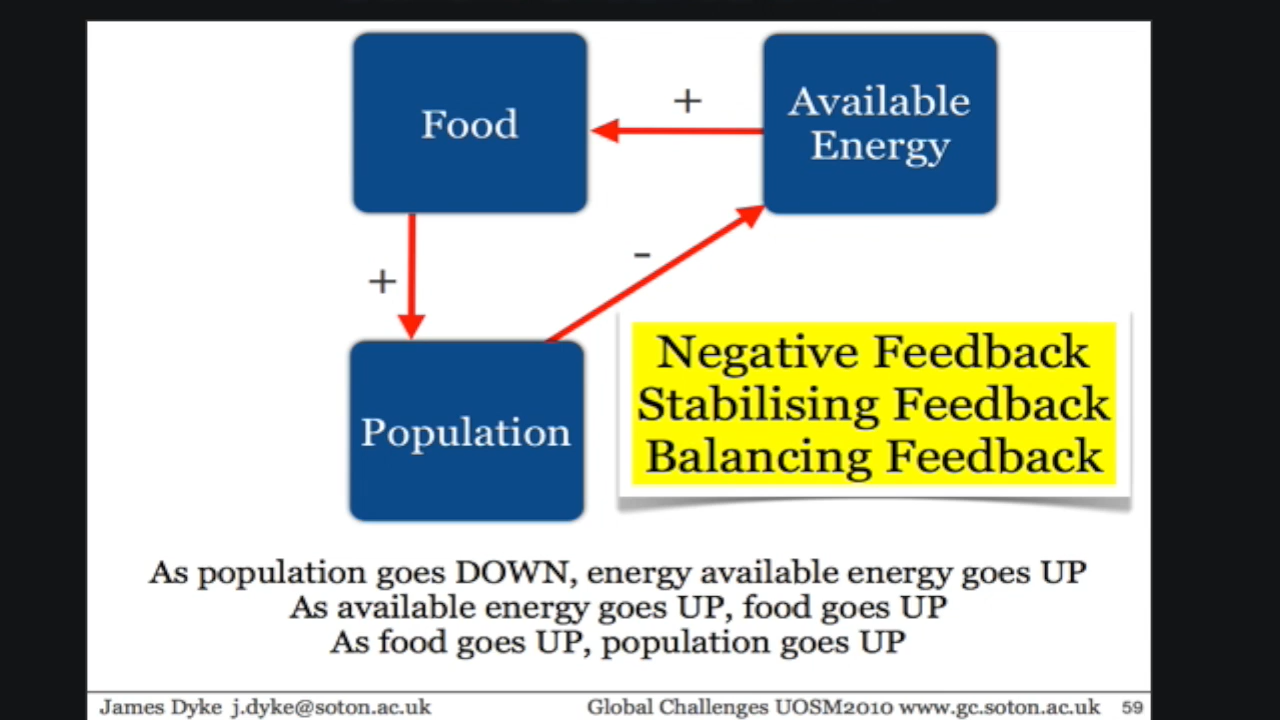 Food
+
Available
Energy
+
-
Population
Negative Feedback
Stabilising Feedback
Balancing Feedback
As population goes DOWN, energy available energy goes UP
As available energy goes UP, food goes UP
As food goes UP, population goes UP
James Dyke j.dyke@soton.ac.uk
Global Challenges UOSM2010 www.gc.soton.ac.uk 59